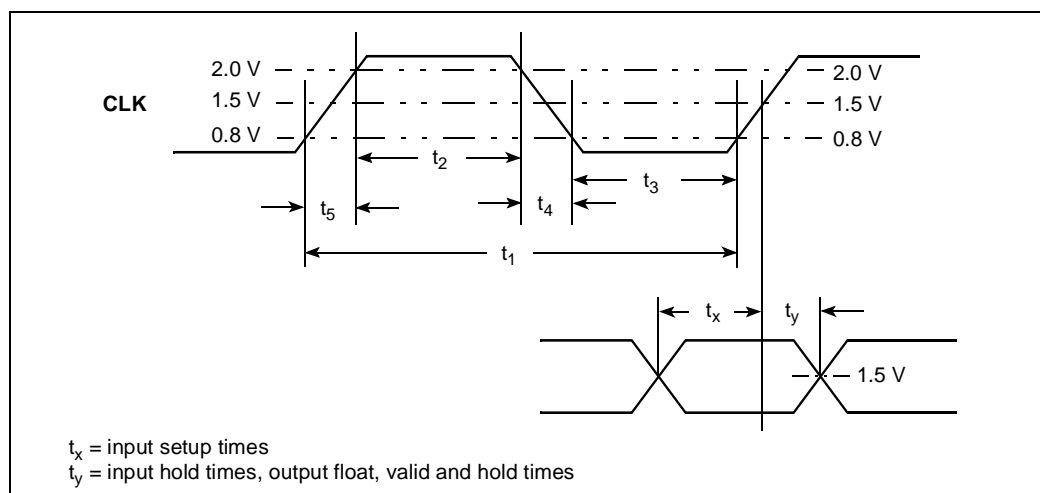 2.0 V
2.0 V
CLK
1.5 V
1.5 V
0.8 V
0.8 V
t2
t3
t5
t4
t1
tx
ty
1.5 V
tx = input setup times
ty = input hold times, output float, valid and hold times